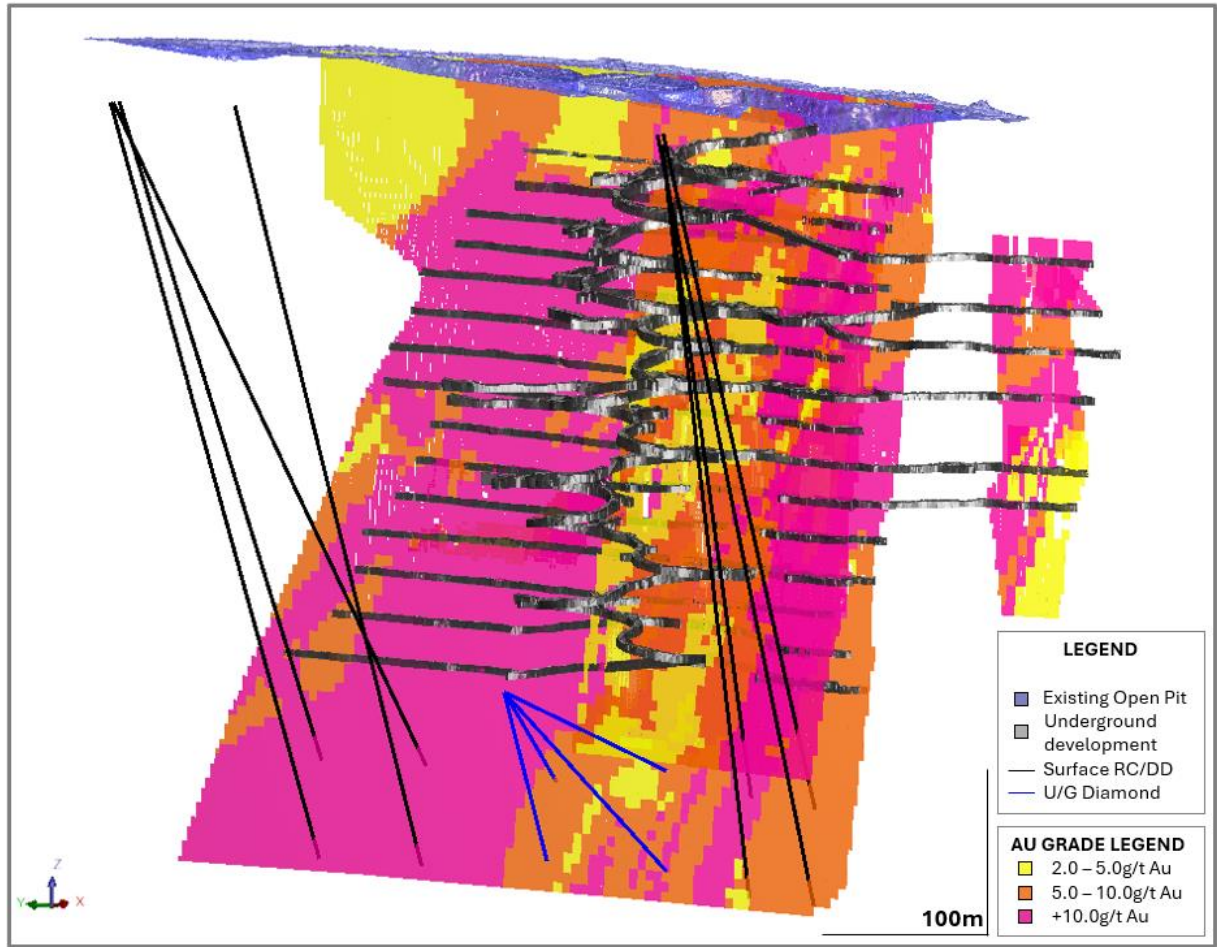 LEGEND
Existing Open Pit
Underground
development
Surface RC/DD
U/G Diamond
AU GRADE LEGEND
2.0 – 5.0g/t Au
5.0 – 10.0g/t Au
+10.0g/t Au
100m
Z
Y
X